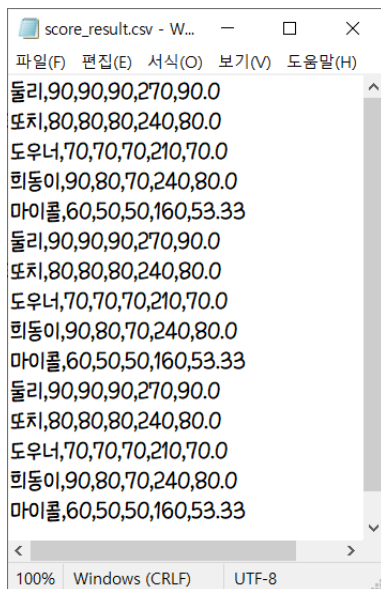 score_result.csv - W...
파일(F) 편집(E) 서식(O) 보기(V) 도움말(H)
둘리,90,90,90,270,90.0
또치,80,80,80,240,80.0
도우너,70,70,70,210,70.0
희동이,90,80,70,240,80.0
마이콜,60,50,50,160,53.33
둘리,90,90,90,270,90.0
또치,80,80,80,240,80.0
도우너,70,70,70,210,70.0
희동이,90,80,70,240,80.0
마이콜,60,50,50,160,53.33
둘리,90,90,90,270,90.0
또치,80,80,80,240,80.0
도우너,70,70,70,210,70.0
희동이,90,80,70,240,80.0
마이콜,60,50,50,160,53.33
100% Windows (CRLF) UTF-8